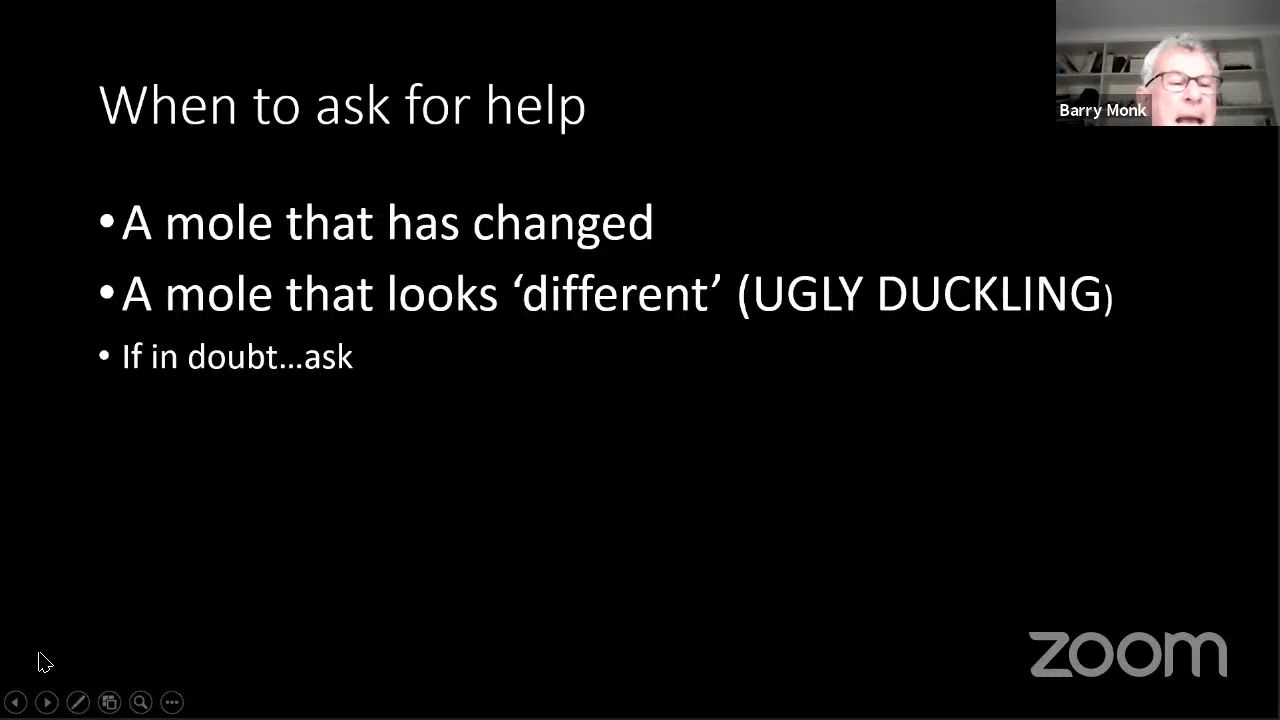 When to ask for help
Barry Monk
•A mole that has changed
•A mole that looks ‘different’ (UGLY DUCKLING)
• If in doubt…ask
zoom